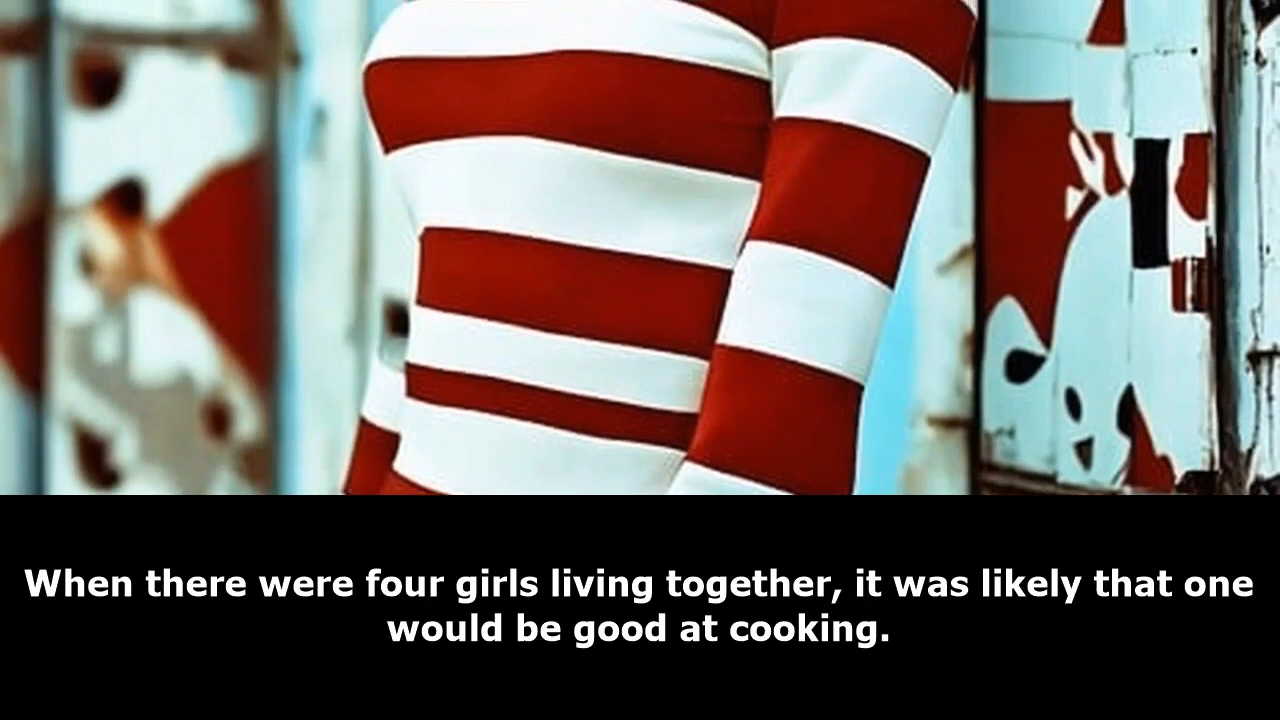 When there were four girls living together, it was likely that one
would be good at cooking.